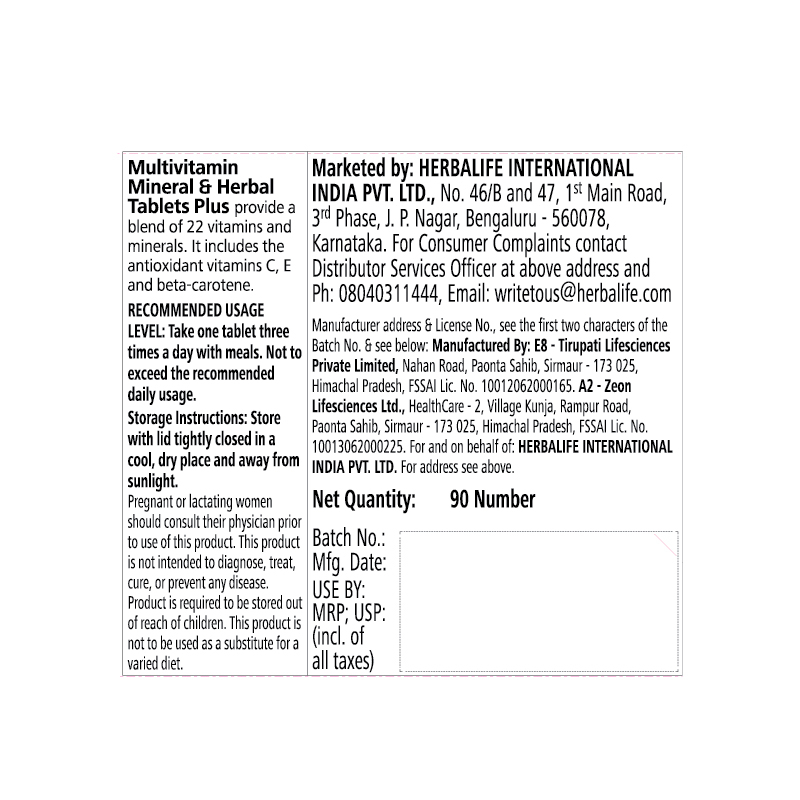 Multivitamin
Mineral & Herbal
Tablets Plus provide a
blend of 22 vitamins and
minerals. It includes the
antioxidant vitamins C, E
and beta-carotene.
RECOMMENDED USAGE
LEVEL: Take one tablet three
times a day with meals. Not to
exceed the recommended
daily usage.
Storage Instructions: Store
with lid tightly closed in a
cool, dry place and away from
sunlight.
Pregnant or lactating women
should consult their physician prior
to use of this product. This product
is not intended to diagnose, treat,
cure, or prevent any disease.
Product is required to be stored out
of reach of children. This product is
not to be used as a substitute for a
varied diet.
Marketed by: HERBALIFE INTERNATIONAL
INDIA PVT. LTD., No. 46/B and 47, 1st Main Road,
3rd Phase, J. P. Nagar, Bengaluru - 560078,
Karnataka. For Consumer Complaints contact
Distributor Services Officer at above address and
Ph: 08040311444, Email: writetous@herbalife.com
Manufacturer address & License No., see the first two characters of the
Batch No. & see below: Manufactured By: E8 - Tirupati Lifesciences
Private Limited, Nahan Road, Paonta Sahib, Sirmaur - 173 025,
Himachal Pradesh, FSSAI Lic. No. 10012062000165. A2 - Zeon
Lifesciences Ltd., HealthCare - 2, Village Kunja, Rampur Road,
Paonta Sahib, Sirmaur - 173 025, Himachal Pradesh, FSSAI Lic. No.
10013062000225. For and on behalf of: HERBALIFE INTERNATIONAL
INDIA PVT. LTD. For address see above.
Net Quantity: 90 Number
Batch No.:
Mfg. Date:
USE BY:
MRP; USP:
(incl. of
all taxes)